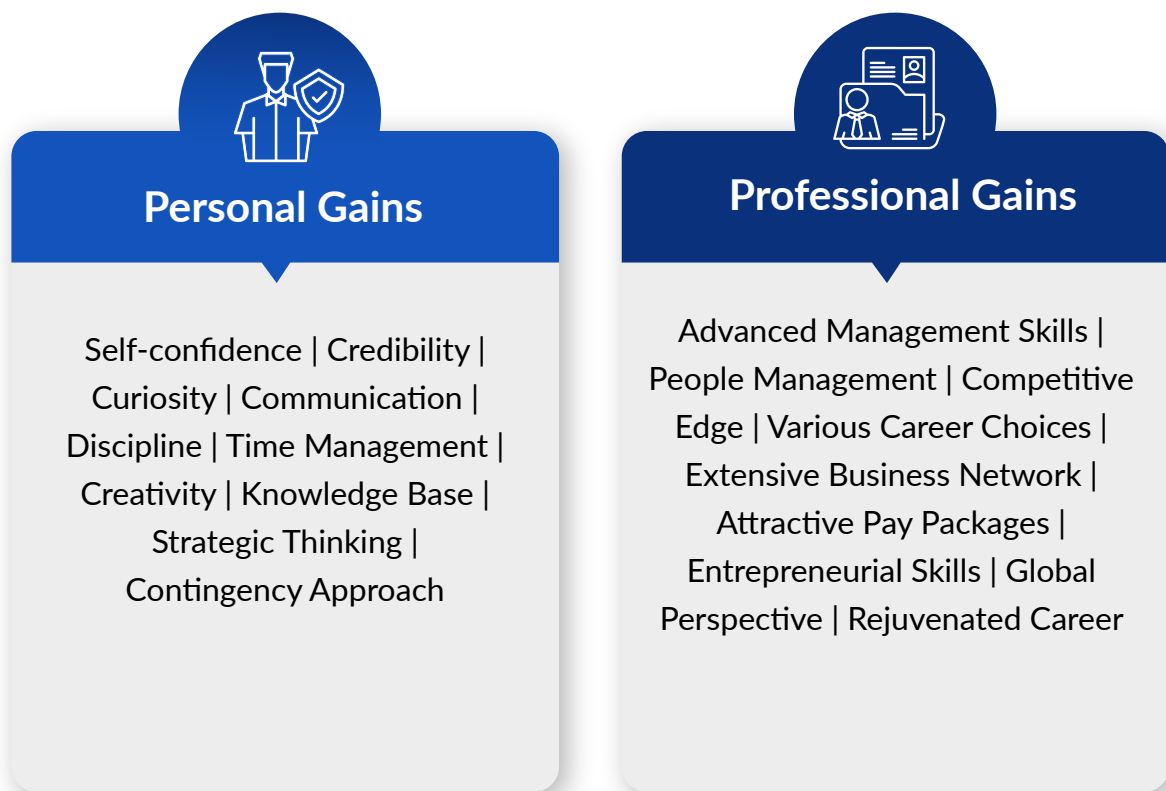 Personal Gains
Self-confidence | Credibility |
Curiosity | Communication |
Discipline | Time Management |
Creativity | Knowledge Base |
Strategic Thinking |
Contingency Approach
Professional Gains
Advanced Management Skills |
People Management | Competitive
Edge | Various Career Choices |
Extensive Business Network |
Attractive Pay Packages |
Entrepreneurial Skills | Global
Perspective | Rejuvenated Career